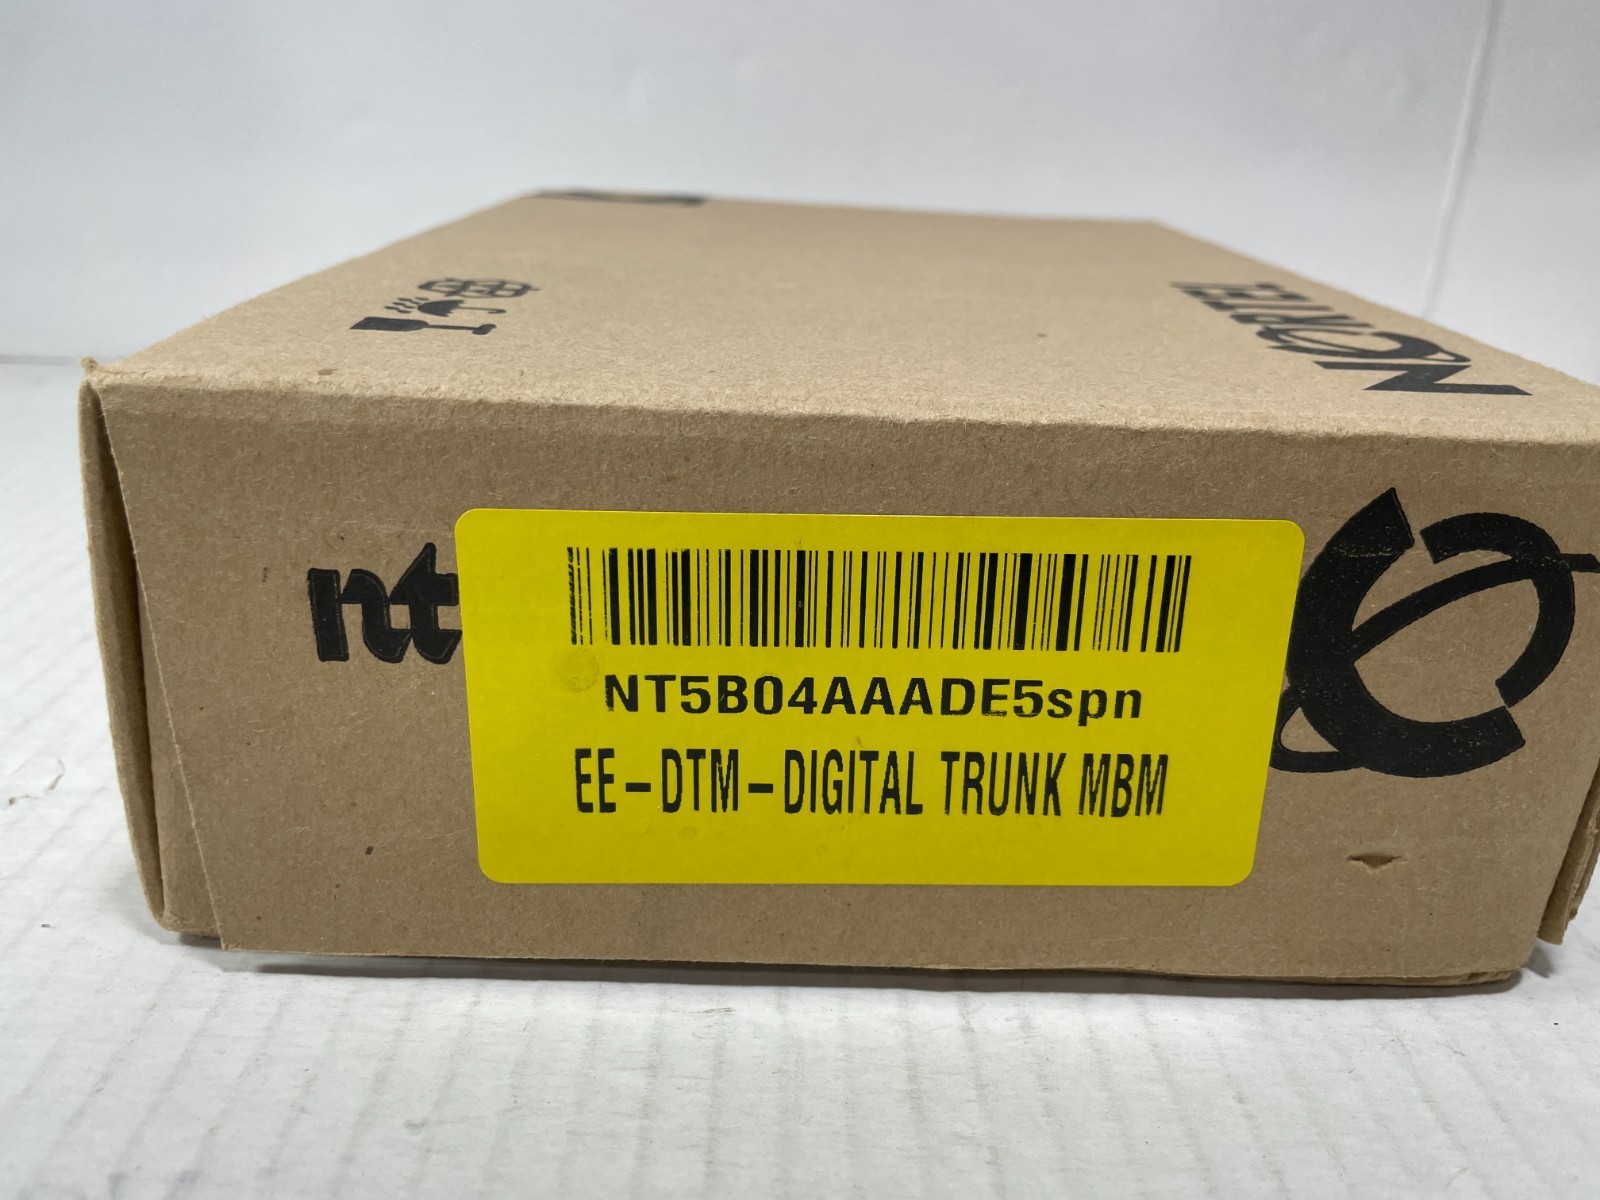 NORTEL
nt
NT5B04AAADE5spn
EE-DTM-DIGITAL TRUNK MBM